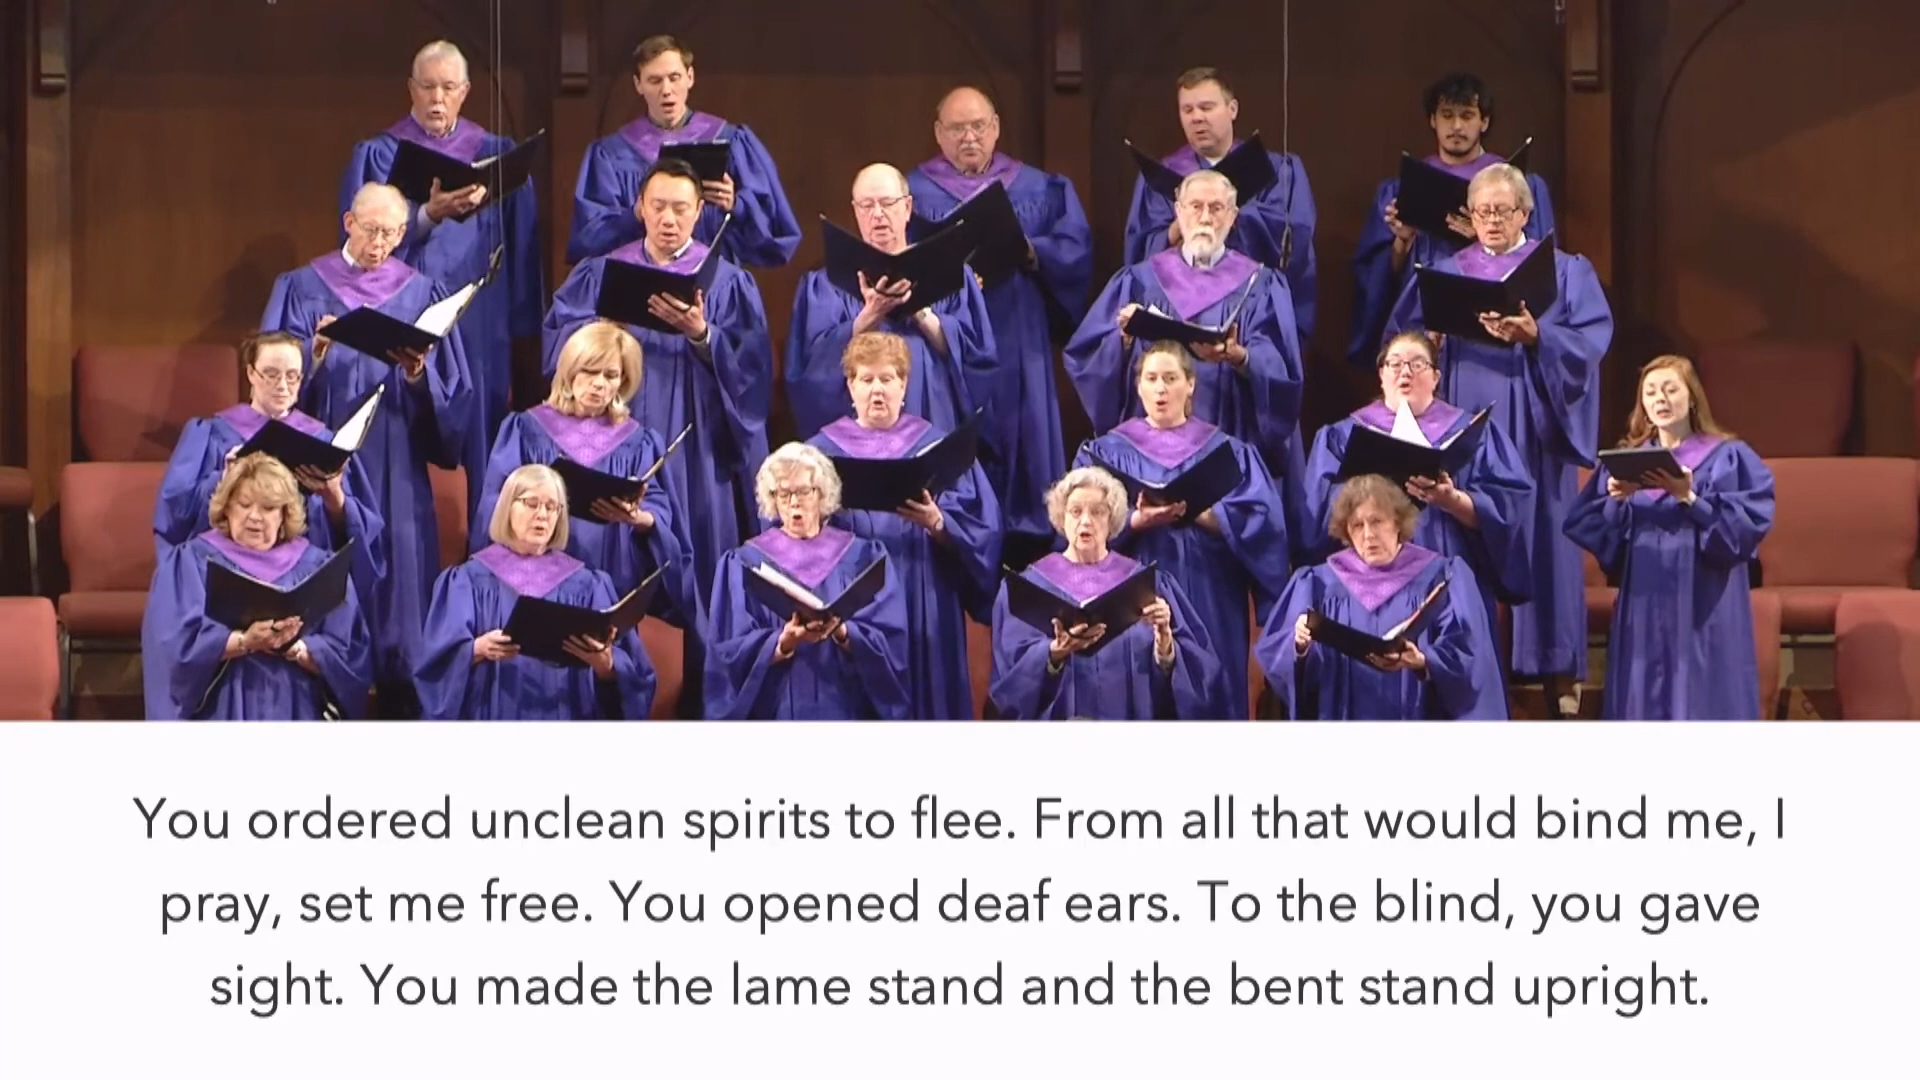 You ordered unclean spirits to flee. From all that would bind me, I
pray, set me free. You opened deaf ears. To the blind, you gave
sight. You made the lame stand and the bent stand upright.